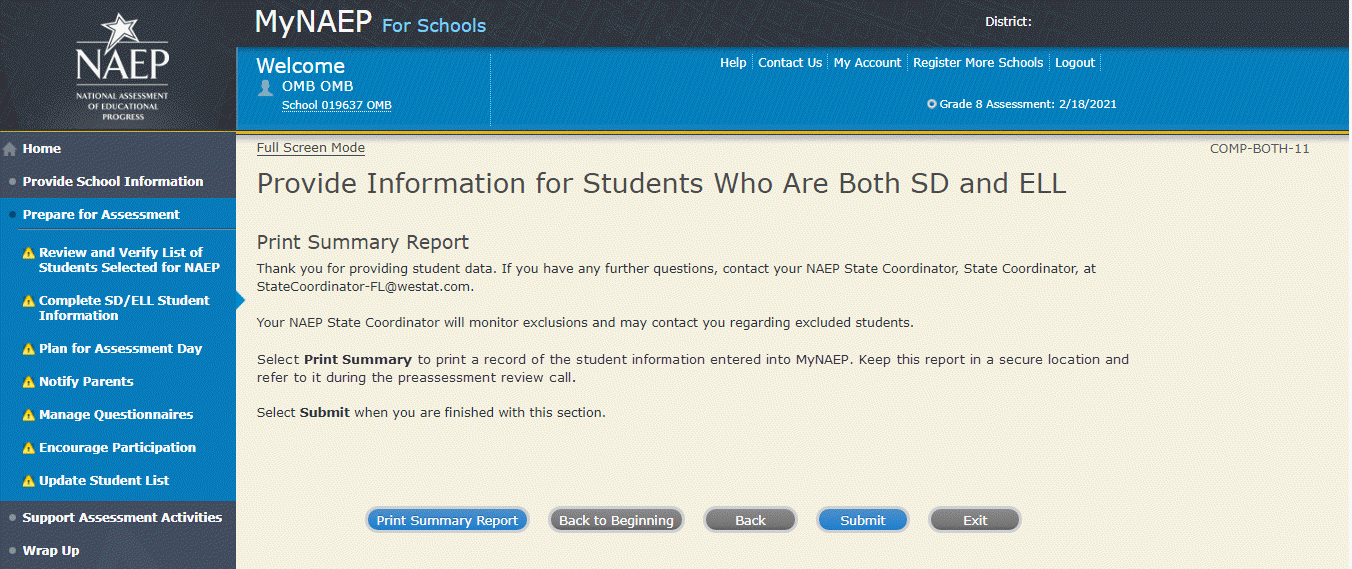 NAEP
NATIONAL ASSESSMENT
OF EDUCATIONAL
PROGRESS
MyNAEP For Schools
District:
Welcome
OMB OMB
School 019637 OMB
Help Contact Us My Account Register More Schools Logout
Grade 8 Assessment: 2/18/2021
Home
Provide School Information
Prepare for Assessment
Review and Verify List of
Students Selected for NAEP
Complete SD/ELL Student
Information
Plan for Assessment Day
Notify Parents
Manage Questionnaires
Encourage Participation
Update Student List
Support Assessment Activities
Wrap Up
Full Screen Mode
COMP-BOTH-11
Provide Information for Students Who Are Both SD and ELL
Print Summary Report
Thank you for providing student data. If you have any further questions, contact your NAEP State Coordinator, State Coordinator, at
StateCoordinator-FL@westat.com.
Your NAEP State Coordinator will monitor exclusions and may contact you regarding excluded students.
Select Print Summary to print a record of the student information entered into MyNAEP. Keep this report in a secure location and
refer to it during the preassessment review call.
Select Submit when you are finished with this section.
Print Summary Report Back to Beginning Back Submit Exit